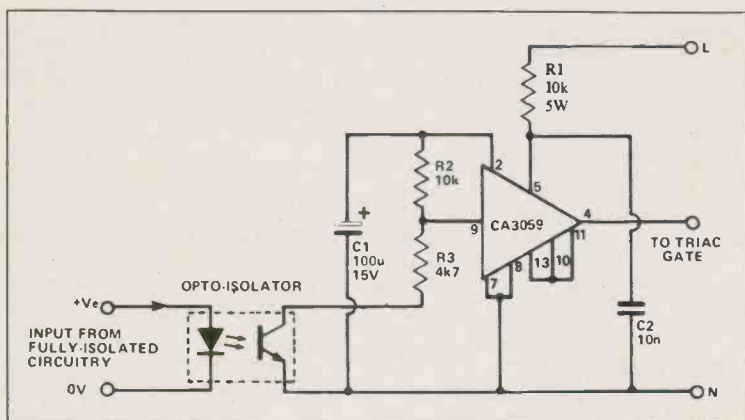 L
R1
10k
5W
R2
10k
2
5
9
CA3059
4
11
10
13
8
7
TO TRIAC
GATE
+
C1
100u
15V
R3
4k7
OPTO-ISOLATOR
+Ve
INPUT FROM
FULLY-ISOLATED
CIRCUITRY
0V
C2
10n
N